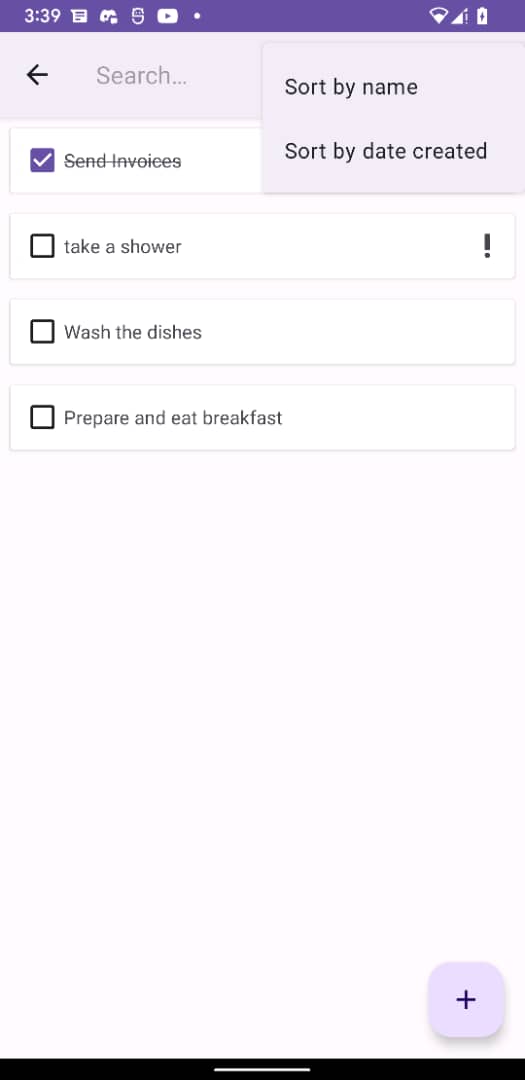 3:39
Search...
Sort by name
Sort by date created
Send Invoices
take a shower
Wash the dishes
Prepare and eat breakfast